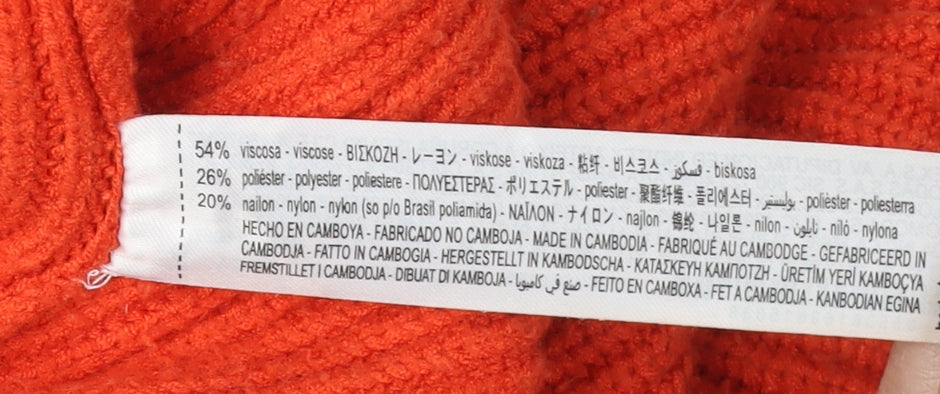 54% viscosa - viscose - ΒΙΣΚΟΖΗ - レーヨン - viskose - viskoza - 粘纤 - 비스코스 - فسكوز - biskosa
26% poliéster - polyester - poliestere - ΠΟΛΥΕΣΤΕΡΑΣ - ポリエステル - poliester - 聚酯纤维 - 폴리에스터 - بوليستير - polièster - poliesterra
20% nailon - nylon - nylon (so p/o Brasil poliamida) - ΝΑΪΛΟΝ - ナイロン - najlon - 锦纶 - 나일론 - nilon - نايلون - niló - nylona
HECHO EN CAMBOYA - FABRICADO NO CAMBOJA - MADE IN CAMBODIA - FABRIQUÉ AU CAMBODGE - GEFABRICEERD IN
CAMBODJA - FATTO IN CAMBOGIA - HERGESTELLT IN KAMBODSCHA - ΚΑΤΑΣΚΕΥΗ ΚΑΜΠΟΤΖΗ - ÜRETİM YERİ KAMBOÇYA
FREMSTILLET I CAMBODJA - DIBUAT DI KAMBOJA - صنع في كامبويا - FEITO EN CAMBOXA - FET A CAMBODJA - KANBODIAN EGINA